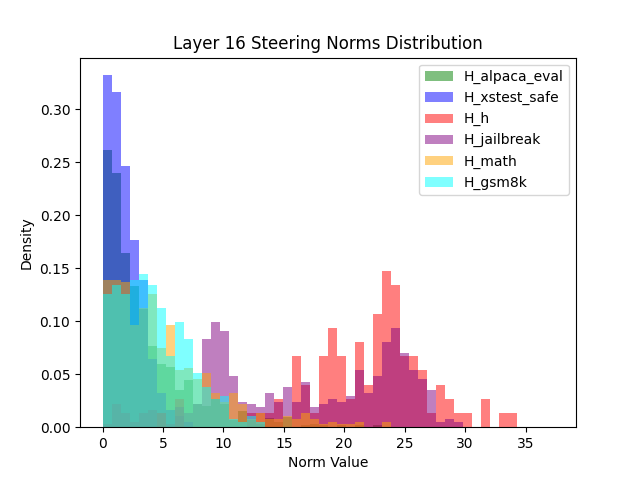 Layer 16 Steering Norms Distribution
H_alpaca_eval
H_xstest_safe
H_h
H_jailbreak
H_math
H_gsm8k
Density
0.30
0.25
0.20
0.15
0.10
0.05
0.00
0 5 10 15 20 25 30 35
Norm Value